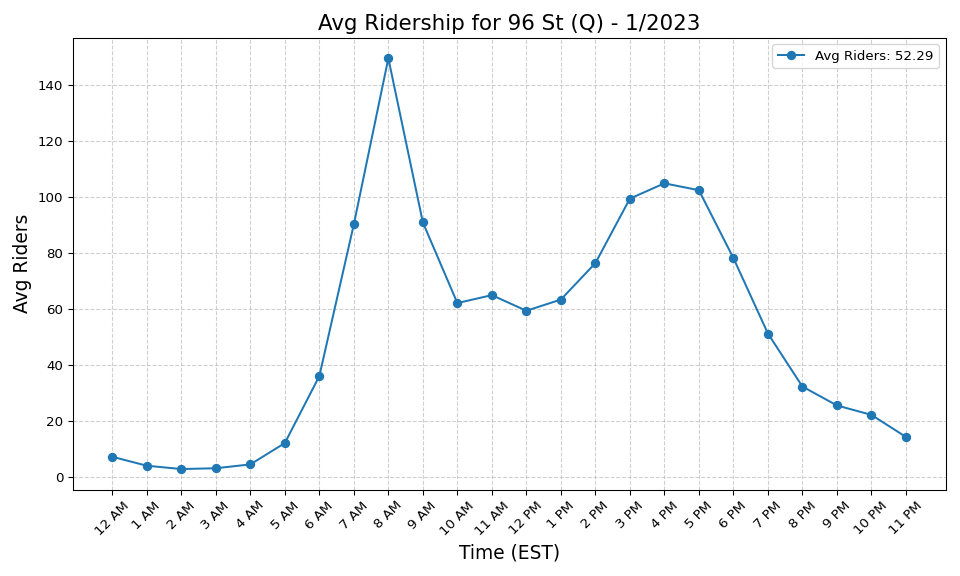 Avg Ridership for 96 St (Q) - 1/2023
Avg Riders: 52.29
Avg Riders
140
120
100
80
60
40
20
0
12 AM
1 AM
2 AM
3 AM
4 AM
5 AM
6 AM
7 AM
8 AM
9 AM
10 AM
11 AM
12 PM
1 PM
2 PM
3 PM
4 PM
5 PM
6 PM
7 PM
8 PM
9 PM
10 PM
11 PM
Time (EST)